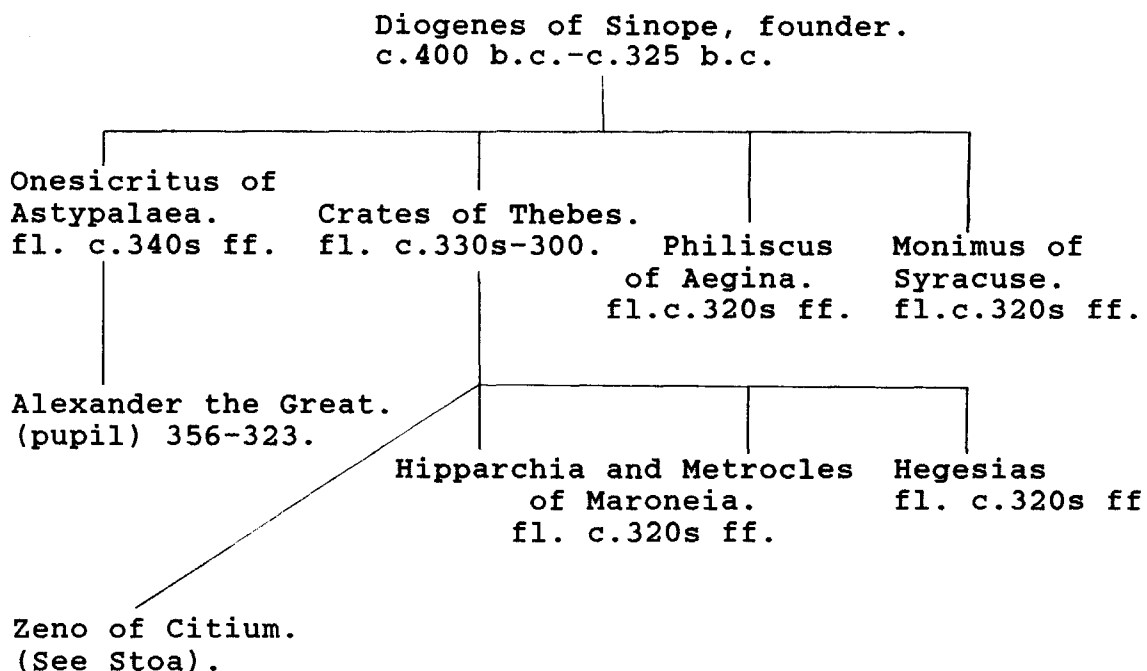 Diogenes of Sinope, founder.
c.400 b.c.-c.325 b.c.
Onesicritus of
Astypalaea.
fl. c.340s ff.
Crates of Thebes.
fl. c.330s-300.
Philiscus
of Aegina.
fl.c.320s ff.
Monimus of
Syracuse.
fl.c.320s ff.
Alexander the Great.
(pupil) 356-323.
Hipparchia and Metrocles
of Maroneia.
fl. c.320s ff.
Hegesias
fl. c.320s ff
Zeno of Citium.
(See Stoa).